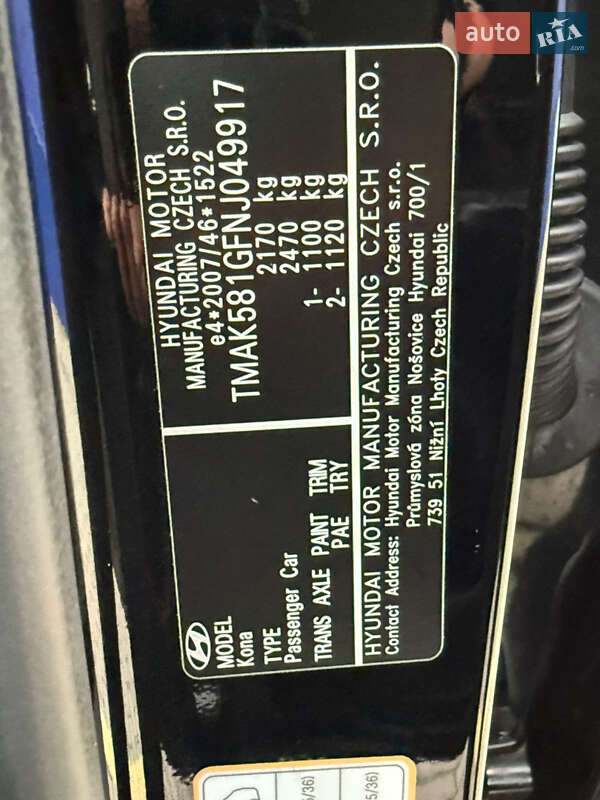 auto RIA.com
HYUNDAI MOTOR
MANUFACTURING CZECH S.R.O.
e4*2007/46*1522
TMAK581GFNJ049917
2170 kg
2470 kg
1- 1100 kg
2- 1120 kg
MODEL
Kona
TYPE
Passenger Car
TRANS AXLE PAINT TRIM
PAE TRY
HYUNDAI MOTOR MANUFACTURING CZECH S.R.O.
Contact Address: Hyundai Motor Manufacturing Czech s.r.o.
Průmyslová zóna Nošovice Hyundai 700/1
739 51 Nižní Lhoty Czech Republic